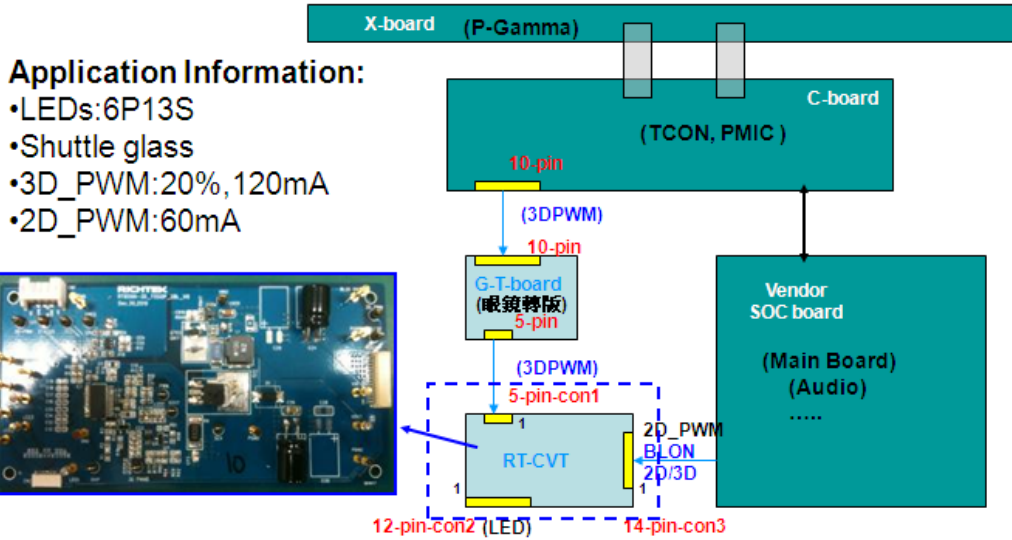 X-board (P-Gamma)
Application Information:
•LEDs:6P13S
•Shuttle glass
•3D_PWM:20%,120mA
•2D_PWM:60mA
C-board
(TCON, PMIC )
10-pin
(3DPWM)
10-pin
G-T-board
(眼鏡轉版)
5-pin
(3DPWM)
5-pin-con1
1
RT-CVT
2D_PWM
BLON
2D/3D
1
1
12-pin-con2 (LED)
14-pin-con3
Vendor
SOC board
(Main Board)
(Audio)
.....
RICHTEK
10